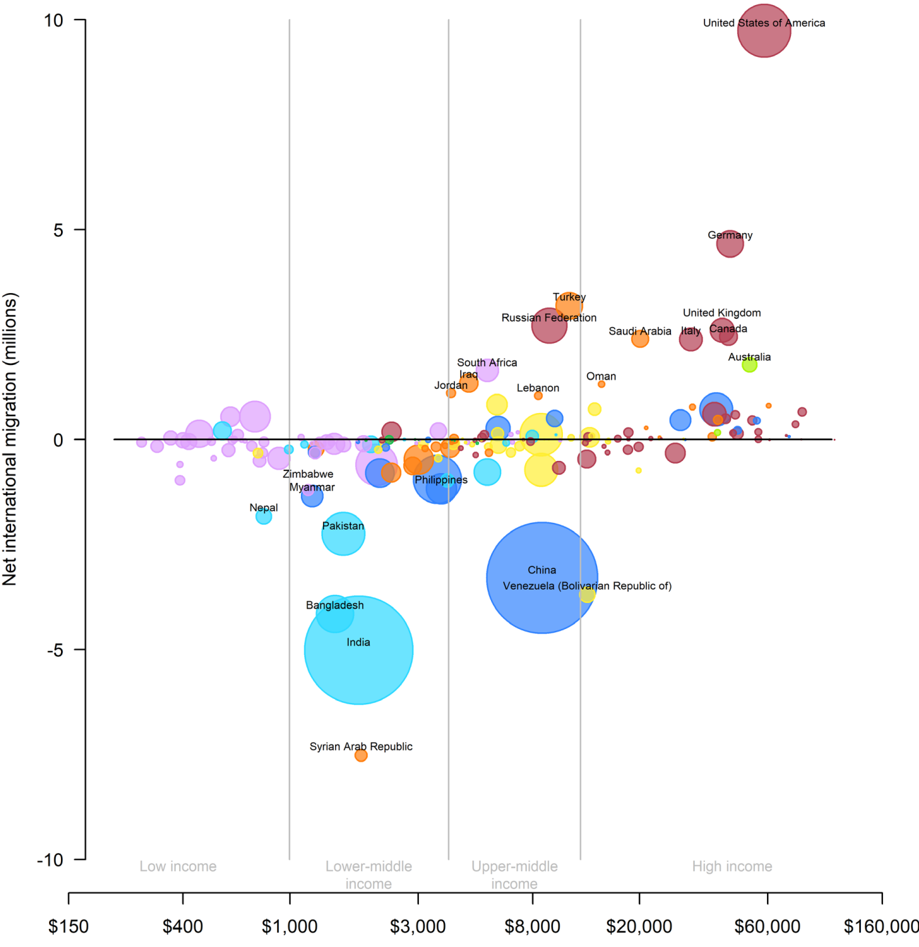 10
United States of America
5
Germany
Turkey
Russian Federation
United Kingdom
Saudi Arabia
Italy
Canada
Australia
South Africa
Iraq
Jordan
Lebanon
Oman
0
Net international migration (millions)
Zimbabwe
Myanmar
Philippines
Nepal
Pakistan
China
Venezuela (Bolivarian Republic of)
Bangladesh
India
-5
Syrian Arab Republic
-10
Low income
Lower-middle
income
Upper-middle
income
High income
$150
$400
$1,000
$3,000
$8,000
$20,000
$60,000
$160,000